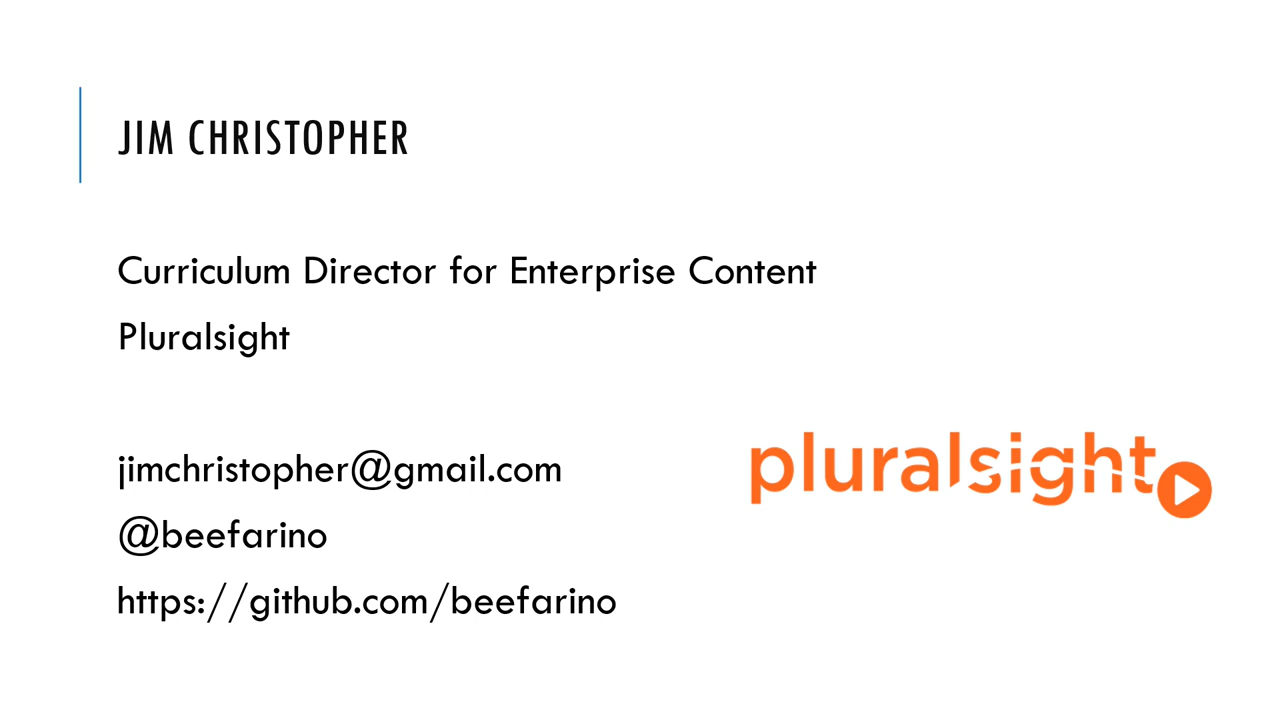 JIM CHRISTOPHER
Curriculum Director for Enterprise Content
Pluralsight
jimchristopher@gmail.com
@beefarino
https://github.com/beefarino
pluralsight